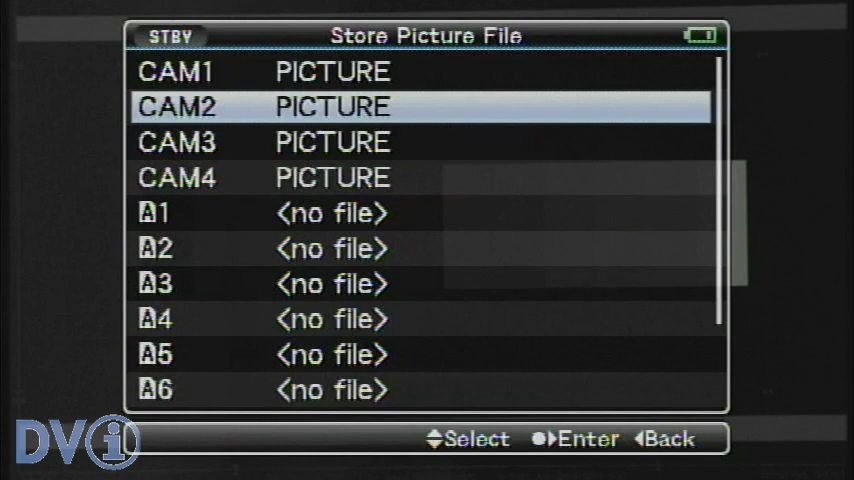 STBY Store Picture File
CAM1 PICTURE
CAM2 PICTURE
CAM3 PICTURE
CAM4 PICTURE
A1 <no file>
A2 <no file>
A3 <no file>
A4 <no file>
A5 <no file>
A6 <no file>
Select Enter Back
DVi